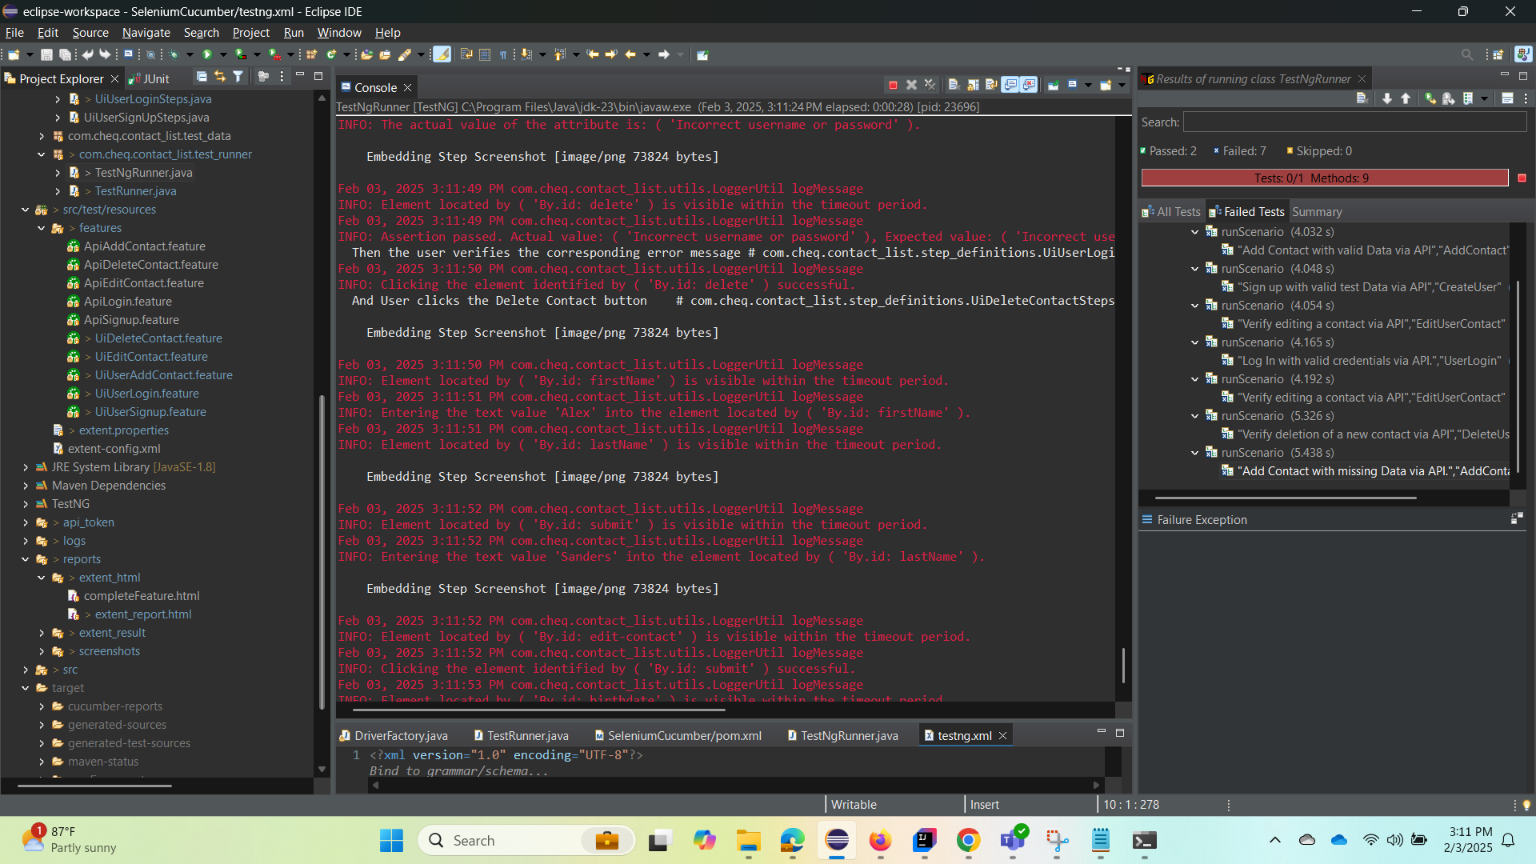 eclipse-workspace - SeleniumCucumber/testng.xml - Eclipse IDE
File Edit Source Navigate Search Project Run Window Help
Project Explorer
JUnit
UiUserLoginSteps.java
UiUserSignUpSteps.java
com.cheq.contact_list.test_data
> com.cheq.contact_list.test_runner
> TestNgRunner.java
> TestRunner.java
> src/test/resources
> features
ApiAddContact.feature
ApiDeleteContact.feature
ApiEditContact.feature
ApiLogin.feature
ApiSignup.feature
> UiDeleteContact.feature
> UiEditContact.feature
> UiUserAddContact.feature
> UiUserLogin.feature
> UiUserSignup.feature
> extent.properties
extent-config.xml
JRE System Library [JavaSE-1.8]
Maven Dependencies
TestNG
> api_token
> logs
> reports
> extent_html
completeFeature.html
> extent_report.html
> extent_result
> screenshots
> src
target
cucumber-reports
generated-sources
generated-test-sources
maven-status
Console
TestNgRunner [TestNG] C:\Program Files\Java\jdk-23\bin\javaw.exe (Feb 3, 2025, 3:11:24 PM elapsed: 0:00:28) [pid: 23696]
INFO: The actual value of the attribute is: ( 'Incorrect username or password' ).
Embedding Step Screenshot [image/png 73824 bytes]
Feb 03, 2025 3:11:49 PM com.cheq.contact_list.utils.LoggerUtil logMessage
INFO: Element located by ( 'By.id: delete' ) is visible within the timeout period.
Feb 03, 2025 3:11:49 PM com.cheq.contact_list.utils.LoggerUtil logMessage
INFO: Assertion passed. Actual value: ( 'Incorrect username or password' ), Expected value: ( 'Incorrect use
Then the user verifies the corresponding error message # com.cheq.contact_list.step_definitions.UiUserLogi
Feb 03, 2025 3:11:50 PM com.cheq.contact_list.utils.LoggerUtil logMessage
INFO: Clicking the element identified by ( 'By.id: delete' ) successful.
And User clicks the Delete Contact button # com.cheq.contact_list.step_definitions.UiDeleteContactSteps
Embedding Step Screenshot [image/png 73824 bytes]
Feb 03, 2025 3:11:50 PM com.cheq.contact_list.utils.LoggerUtil logMessage
INFO: Element located by ( 'By.id: firstName' ) is visible within the timeout period.
Feb 03, 2025 3:11:51 PM com.cheq.contact_list.utils.LoggerUtil logMessage
INFO: Entering the text value 'Alex' into the element located by ( 'By.id: firstName' ).
Feb 03, 2025 3:11:51 PM com.cheq.contact_list.utils.LoggerUtil logMessage
INFO: Element located by ( 'By.id: lastName' ) is visible within the timeout period.
Embedding Step Screenshot [image/png 73824 bytes]
Feb 03, 2025 3:11:52 PM com.cheq.contact_list.utils.LoggerUtil logMessage
INFO: Element located by ( 'By.id: submit' ) is visible within the timeout period.
Feb 03, 2025 3:11:52 PM com.cheq.contact_list.utils.LoggerUtil logMessage
INFO: Entering the text value 'Sanders' into the element located by ( 'By.id: lastName' ).
Embedding Step Screenshot [image/png 73824 bytes]
Feb 03, 2025 3:11:52 PM com.cheq.contact_list.utils.LoggerUtil logMessage
INFO: Element located by ( 'By.id: edit-contact' ) is visible within the timeout period.
Feb 03, 2025 3:11:52 PM com.cheq.contact_list.utils.LoggerUtil logMessage
INFO: Clicking the element identified by ( 'By.id: submit' ) successful.
Feb 03, 2025 3:11:53 PM com.cheq.contact_list.utils.LoggerUtil logMessage
INFO: Element located by ( 'By.id: birthdate' ) is visible within the timeout period
DriverFactory.java TestRunner.java SeleniumCucumber/pom.xml TestNgRunner.java testng.xml
1 <?xml version="1.0" encoding="UTF-8"?>
Bind to grammar/schema...
Results of running class TestNgRunner
Search:
Passed: 2 Failed: 7 Skipped: 0
Tests: 0/1 Methods: 9
All Tests Failed Tests Summary
runScenario (4.032 s)
"Add Contact with valid Data via API","AddContact"
runScenario (4.048 s)
"Sign up with valid test Data via API","CreateUser"
runScenario (4.054 s)
"Verify editing a contact via API","EditUserContact"
runScenario (4.165 s)
"Log In with valid credentials via API.","UserLogin"
runScenario (4.192 s)
"Verify editing a contact via API","EditUserContact"
runScenario (5.326 s)
"Verify deletion of a new contact via API","DeleteUs
runScenario (5.438 s)
"Add Contact with missing Data via API.","AddConta
Failure Exception
Writable Insert 10 : 1 : 278
1
87°F
Partly sunny
Search
3:11 PM
2/3/2025